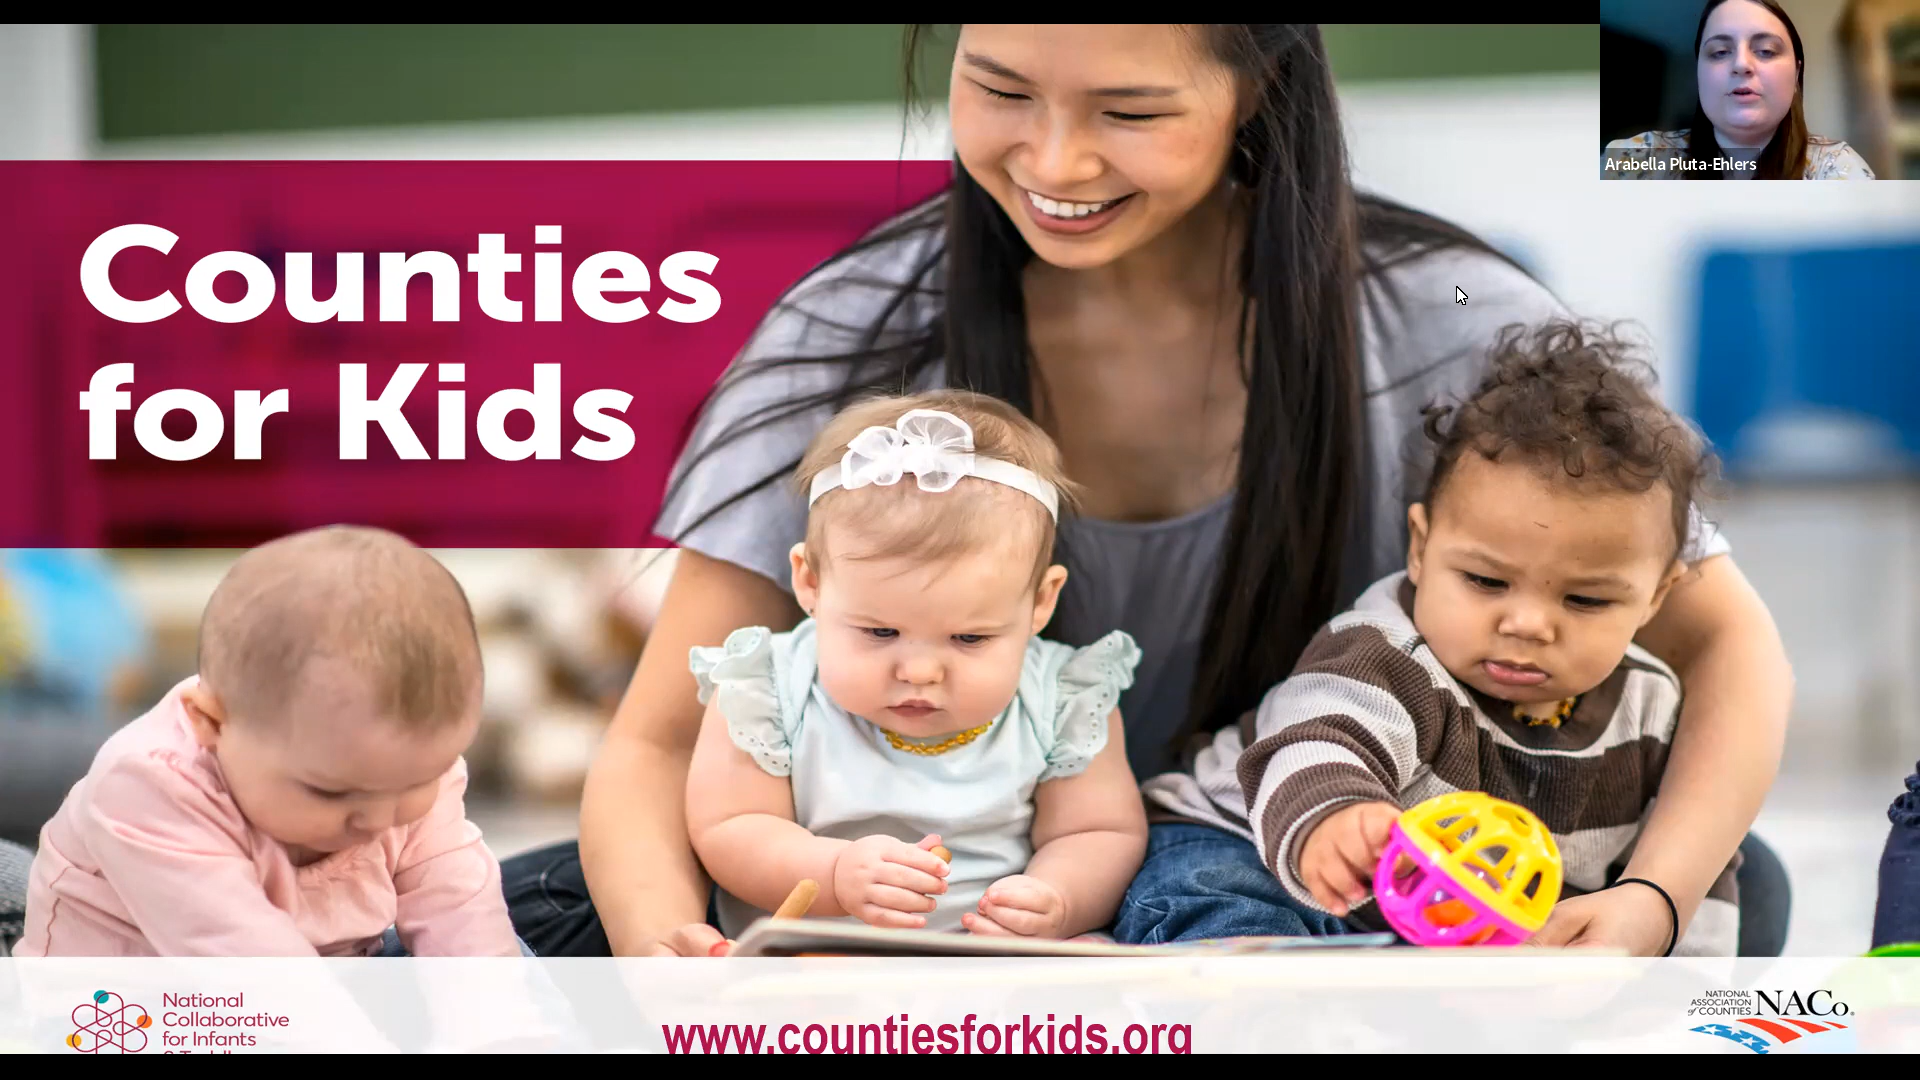 Arabella Pluta-Ehlers
Counties
for Kids
National
Collaborative
for Infants
www.countiesforkids.org
NATIONAL
ASSOCIATION
of COUNTIES
NACo